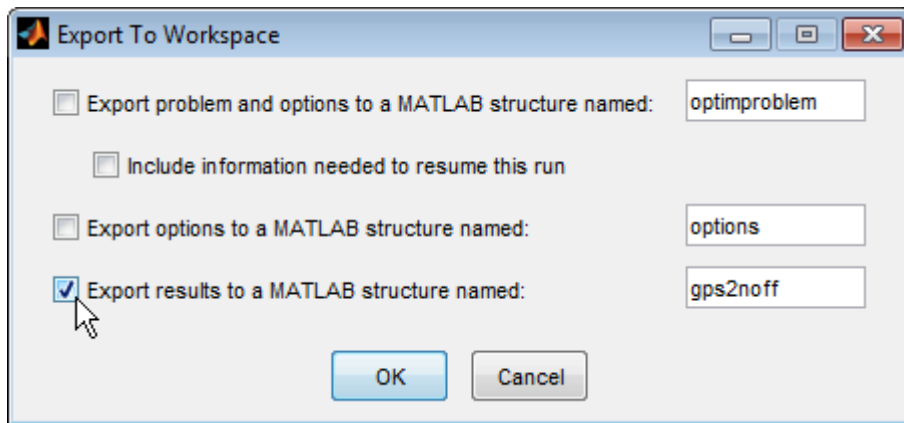 Export To Workspace
Export problem and options to a MATLAB structure named: optimproblem
Include information needed to resume this run
Export options to a MATLAB structure named: options
Export results to a MATLAB structure named: gps2noff
OK Cancel